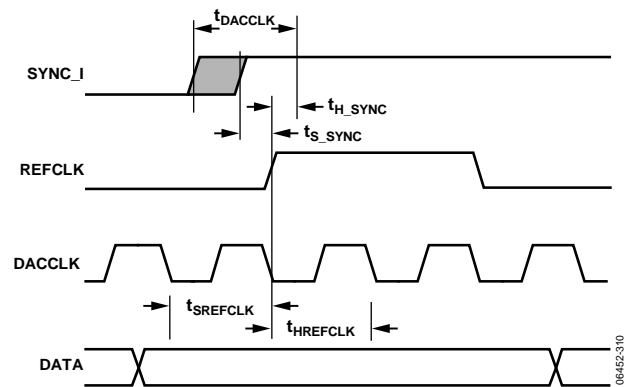 tDACCLK
SYNC_I
tH_SYNC
tS_SYNC
REFCLK
DACCLK
tSREFCLK
tHREFCLK
DATA
06452-310